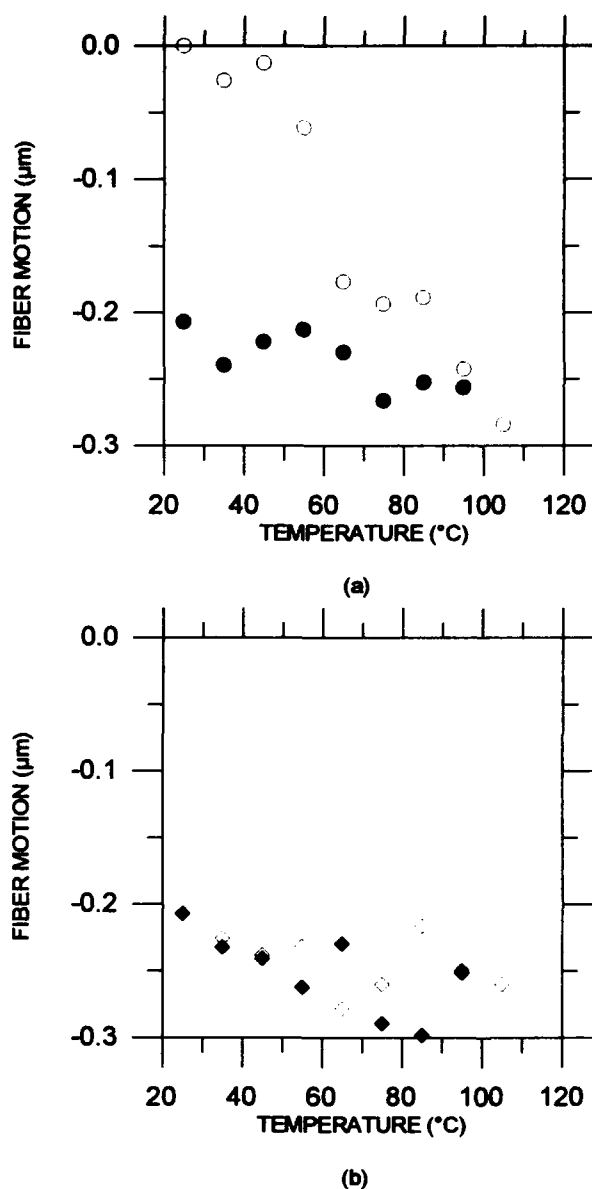 0.0
-0.1
-0.2
-0.3
FIBER MOTION (µm)
20 40 60 80 100 120
TEMPERATURE (°C)
(a)
0.0
-0.1
-0.2
-0.3
FIBER MOTION (µm)
20 40 60 80 100 120
TEMPERATURE (°C)
(b)